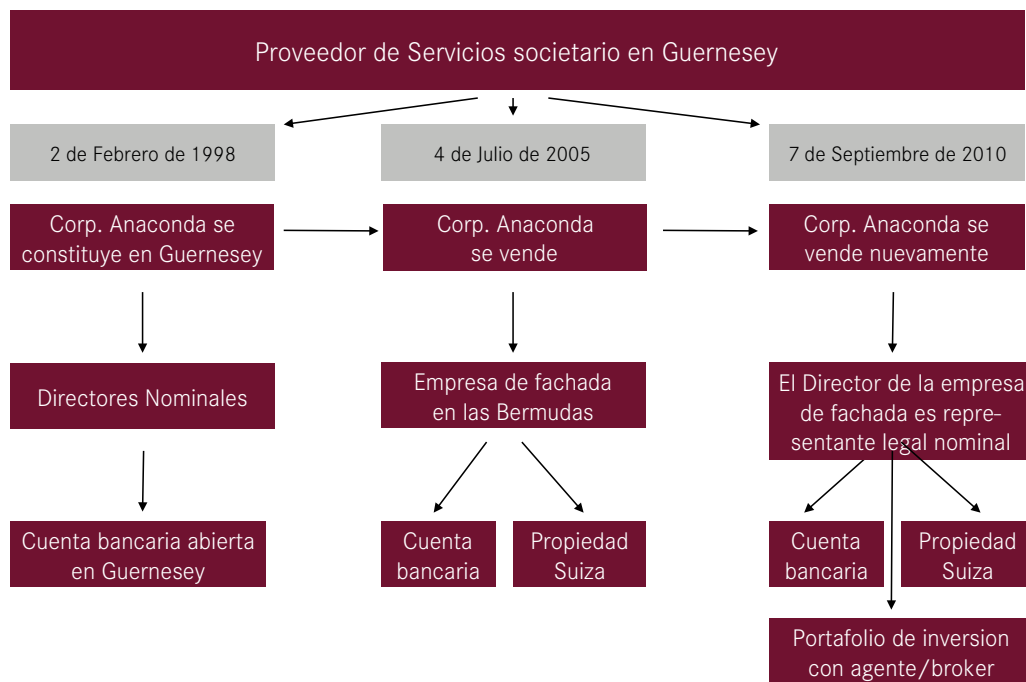 Proveedor de Servicios societario en Guernesey
2 de Febrero de 1998
4 de Julio de 2005
7 de Septiembre de 2010
Corp. Anaconda se
constituye en Guernesey
Corp. Anaconda
se vende
Corp. Anaconda se
vende nuevamente
Directores Nominales
Empresa de fachada
en las Bermudas
El Director de la empresa
de fachada es repre-
sentante legal nominal
Cuenta bancaria abierta
en Guernesey
Cuenta
bancaria
Propiedad
Suiza
Cuenta
bancaria
Propiedad
Suiza
Portafolio de inversion
con agente/broker